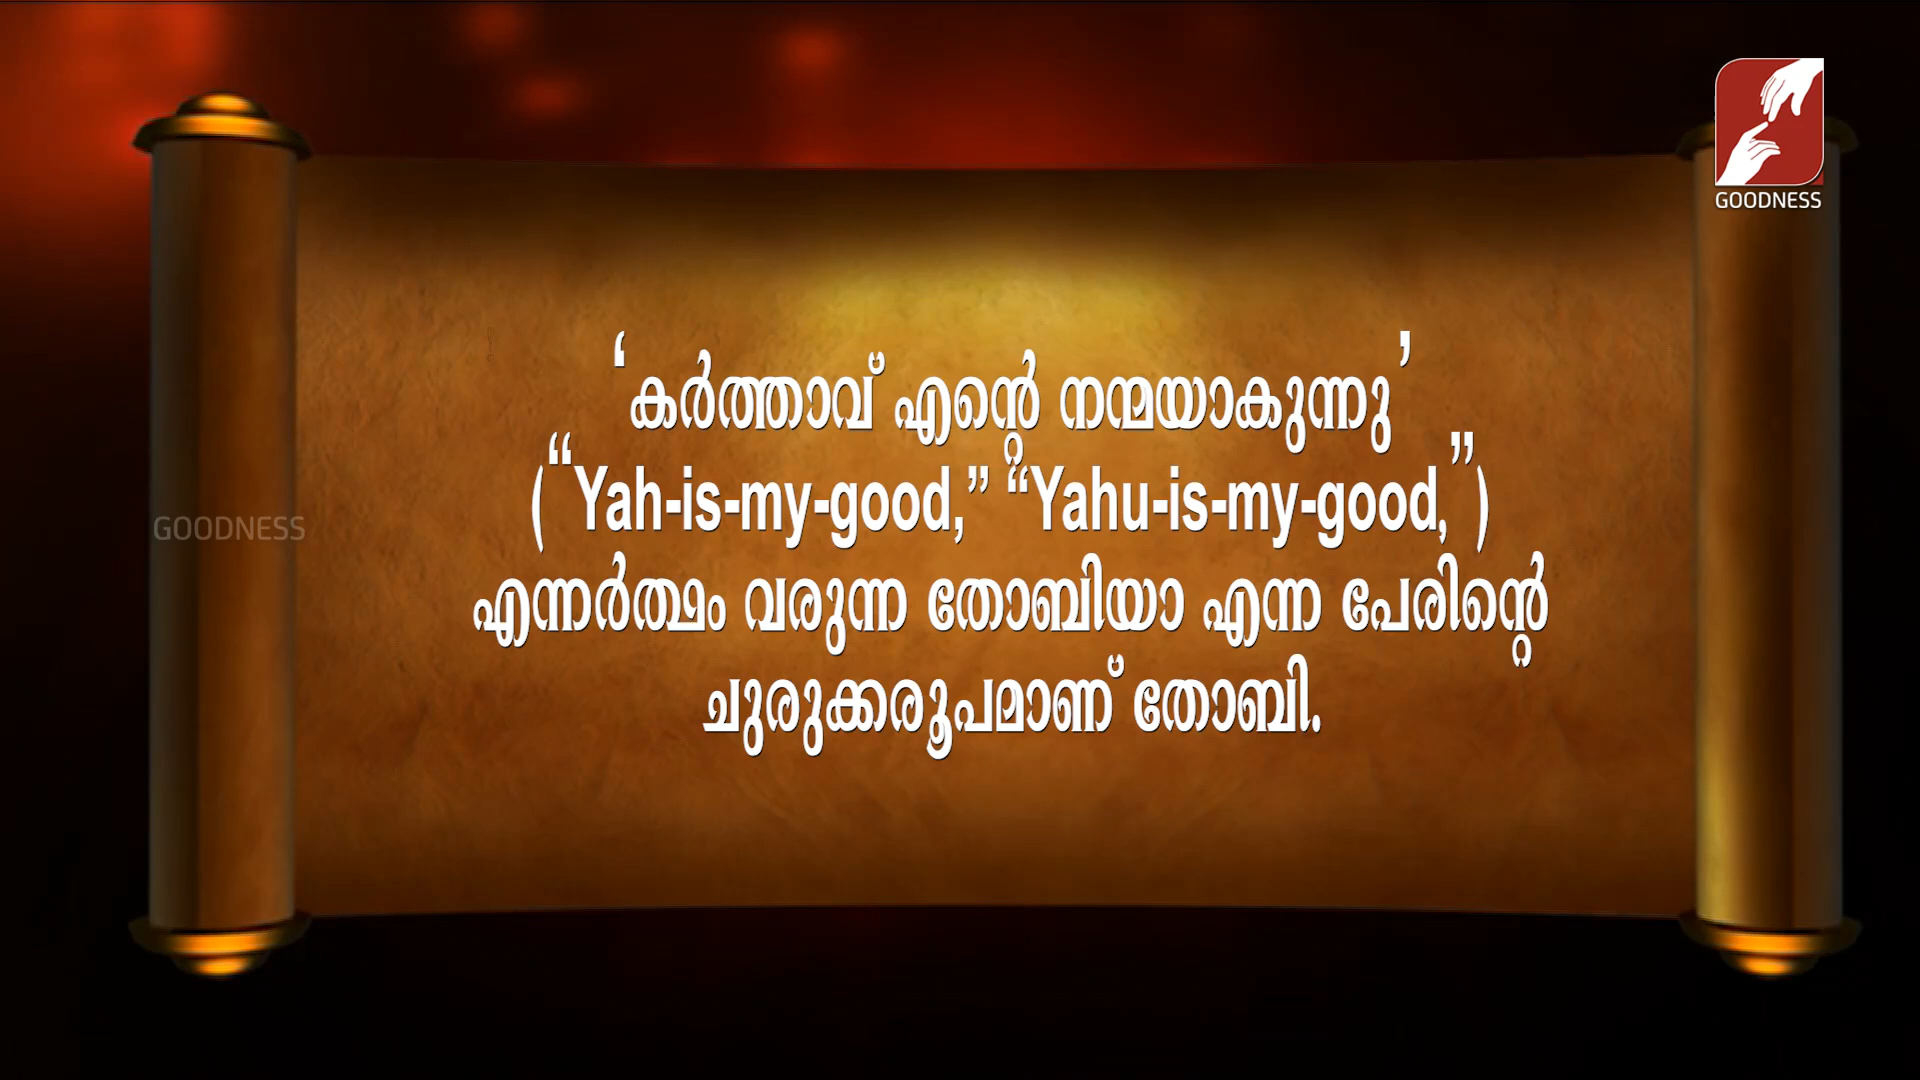 GOODNESS
‘കർത്താവ് എന്റെ നന്മയാകുന്നു’
(“Yah-is-my-good,” “Yahu-is-my-good,”)
GOODNESS
എന്നർത്ഥം വരുന്ന തോബിയാ എന്ന പേരിന്റെ
ചുരുക്കരൂപമാണ് തോബി.